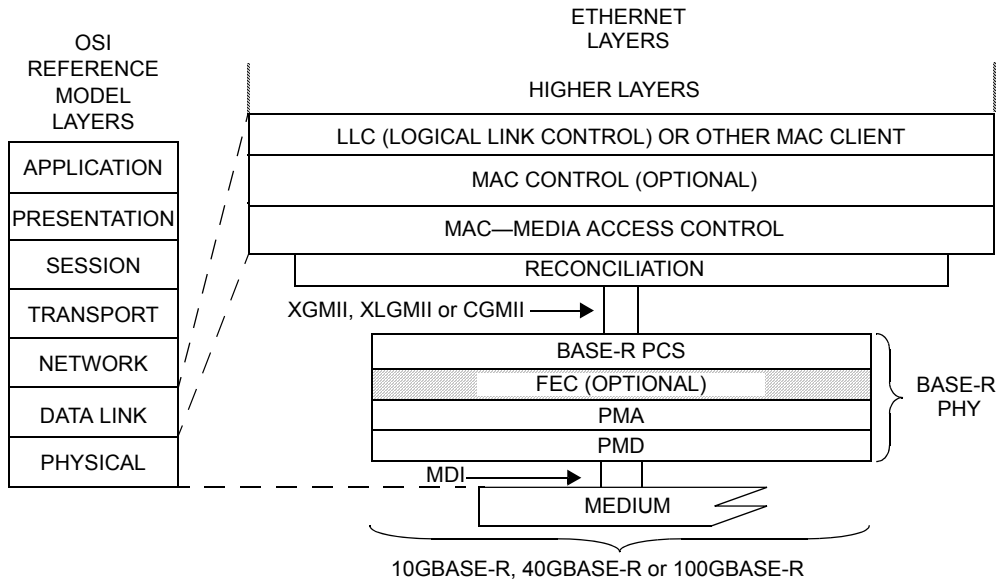 ETHERNET
LAYERS
OSI
REFERENCE
MODEL
LAYERS
HIGHER LAYERS
LLC (LOGICAL LINK CONTROL) OR OTHER MAC CLIENT
APPLICATION
MAC CONTROL (OPTIONAL)
PRESENTATION
MAC—MEDIA ACCESS CONTROL
SESSION
RECONCILIATION
TRANSPORT
XGMII, XLGMII or CGMII
NETWORK
BASE-R PCS
FEC (OPTIONAL)
BASE-R
PHY
DATA LINK
PMA
PMD
PHYSICAL
MDI
MEDIUM
10GBASE-R, 40GBASE-R or 100GBASE-R